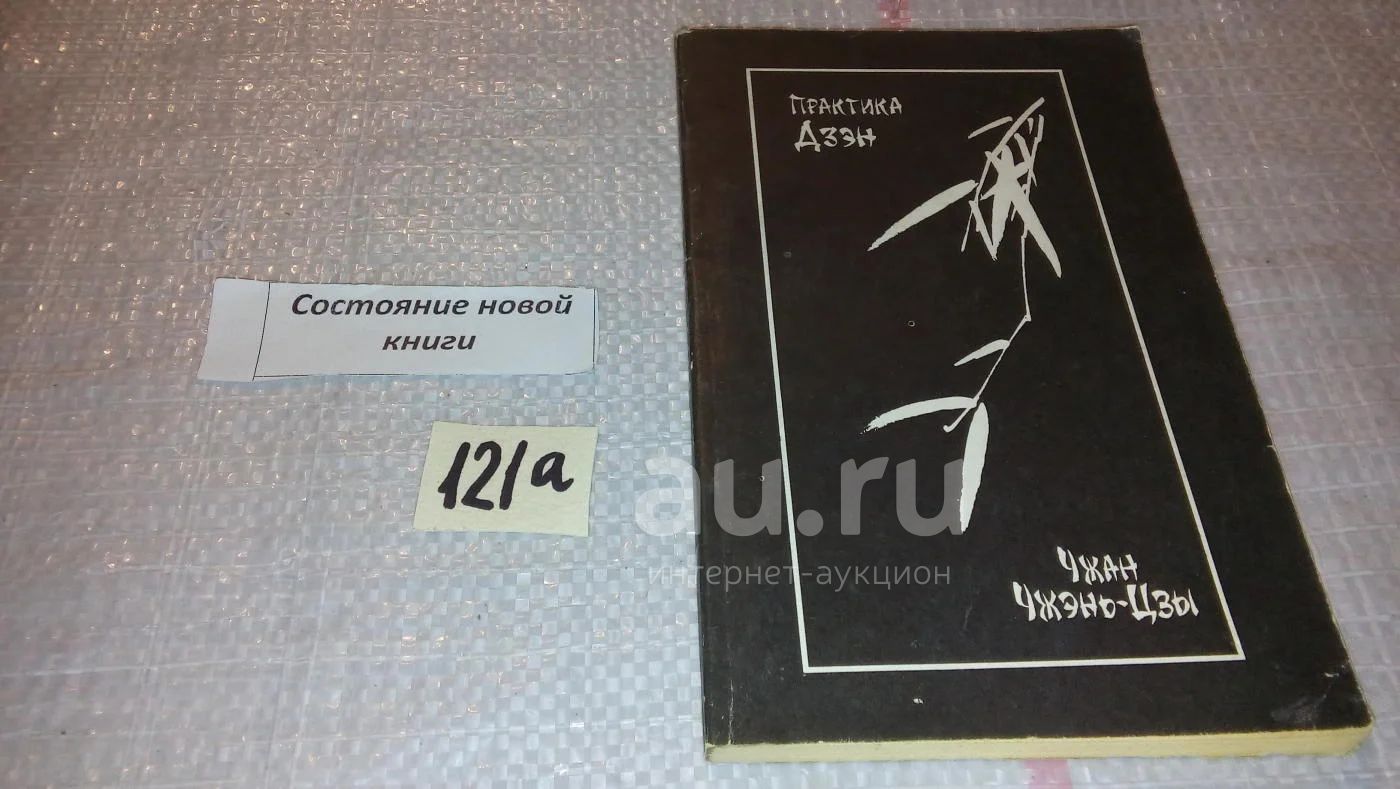 Практика
Дзэн
Состояние новой
книги
121а
au.ru
интернет-аукцион
Чжан
Чжэнь-Цзы